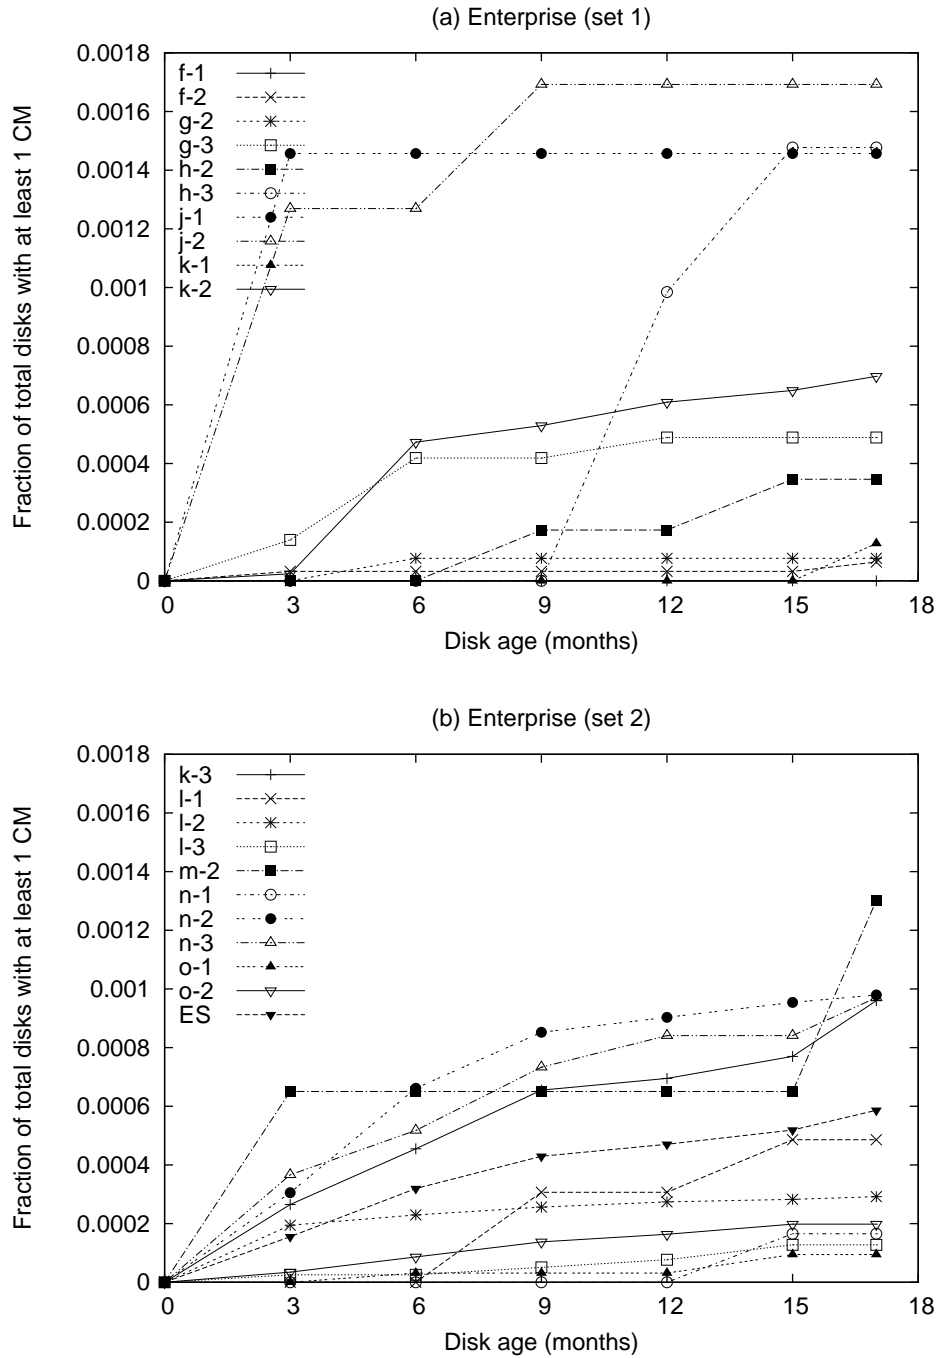 (a) Enterprise (set 1)
Fraction of total disks with at least 1 CM
0.0018
0.0016
0.0014
0.0012
0.001
0.0008
0.0006
0.0004
0.0002
0
f-1
f-2
g-2
g-3
h-2
h-3
j-1
j-2
k-1
k-2
0 3 6 9 12 15 18
Disk age (months)
(b) Enterprise (set 2)
Fraction of total disks with at least 1 CM
0.0018
0.0016
0.0014
0.0012
0.001
0.0008
0.0006
0.0004
0.0002
0
k-3
l-1
l-2
l-3
m-2
n-1
n-2
n-3
o-1
o-2
ES
0 3 6 9 12 15 18
Disk age (months)